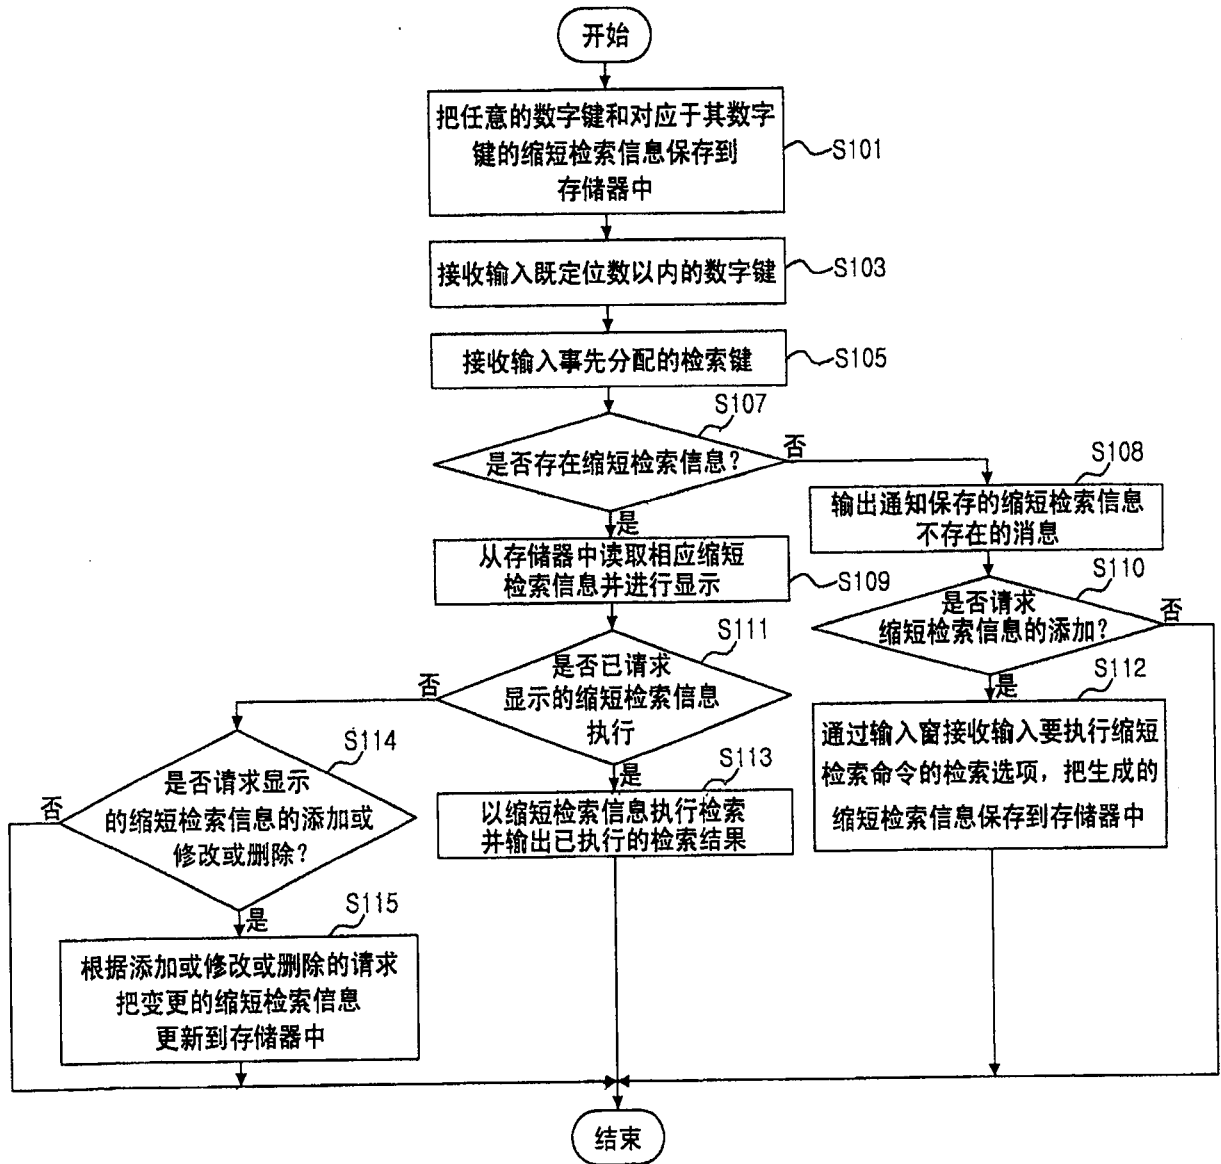 开始
把任意的数字键和对应于其数字
键的缩短检索信息保存到
存储器中
S101
接收输入既定位数以内的数字键
S103
接收输入事先分配的检索键
S105
S107
是否存在缩短检索信息?
否
是
S108
输出通知保存的缩短检索信息
不存在的消息
从存储器中读取相应缩短
检索信息并进行显示
S109
S110
是否请求
缩短检索信息的添加?
否
是
S111
是否已请求
显示的缩短检索信息
执行
否
是
S112
通过输入窗接收输入要执行缩短
检索命令的检索选项，把生成的
缩短检索信息保存到存储器中
S113
以缩短检索信息执行检索
并输出已执行的检索结果
S114
是否请求显示
的缩短检索信息的添加或
修改或删除?
否
是
S115
根据添加或修改或删除的请求
把变更的缩短检索信息
更新到存储器中
结束